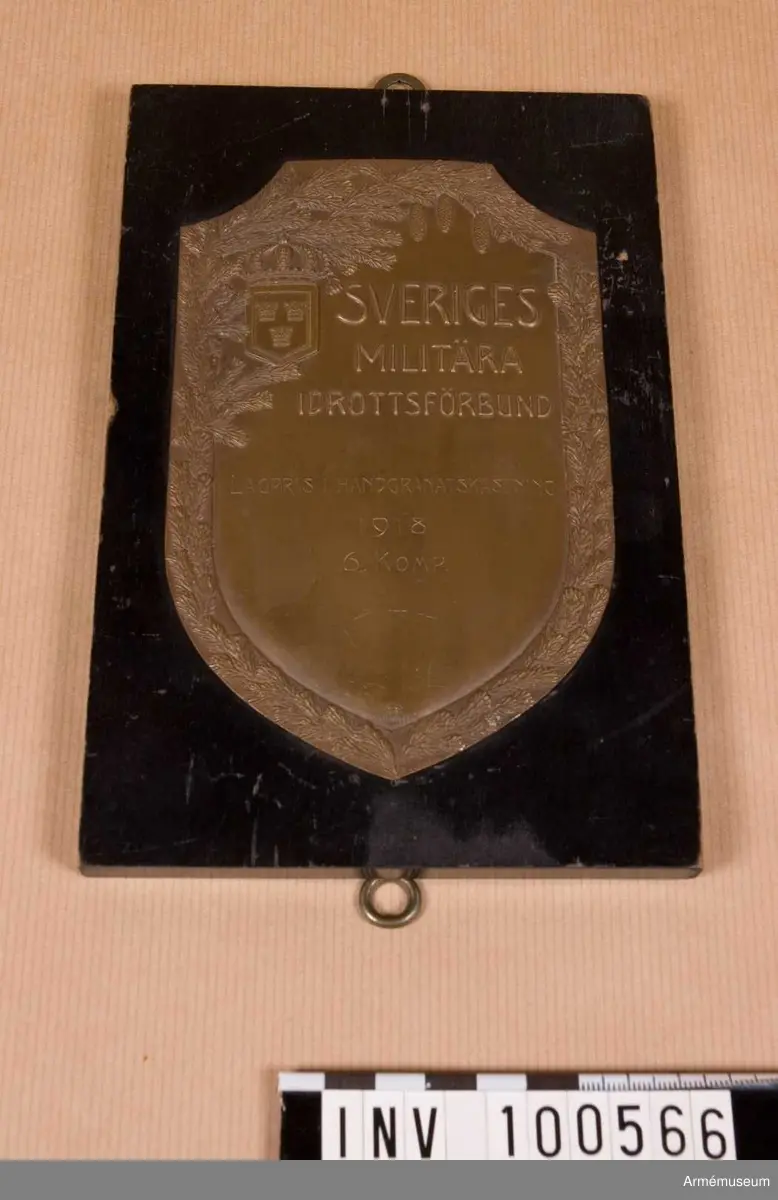 SVERIGES
MILITÄRA
IDROTTSFÖRBUND
LAGPRIS I HANDGRANATSKASTNING
1918
6. KOMP.
INV 100566
Armémuseum